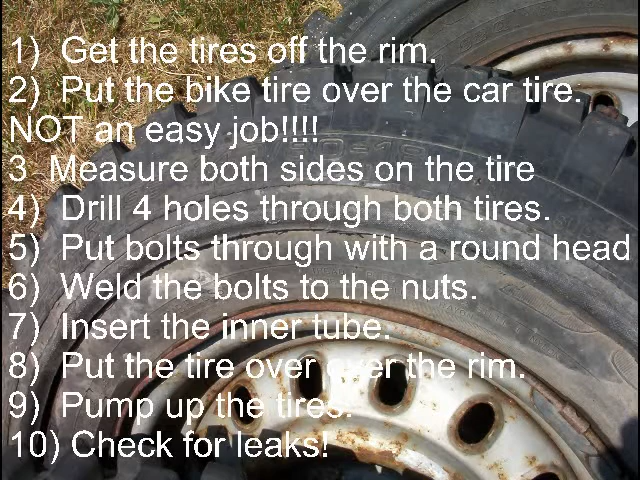 1)  Get the tires off the rim.
2)  Put the bike tire over the car tire.
NOT an easy job!!!!
3  Measure both sides on the tire
4)  Drill 4 holes through both tires.
5)  Put bolts through with a round head
6)  Weld the bolts to the nuts.
7)  Insert the inner tube.
8)  Put the tire over over the rim.
9)  Pump up the tires.
10) Check for leaks!